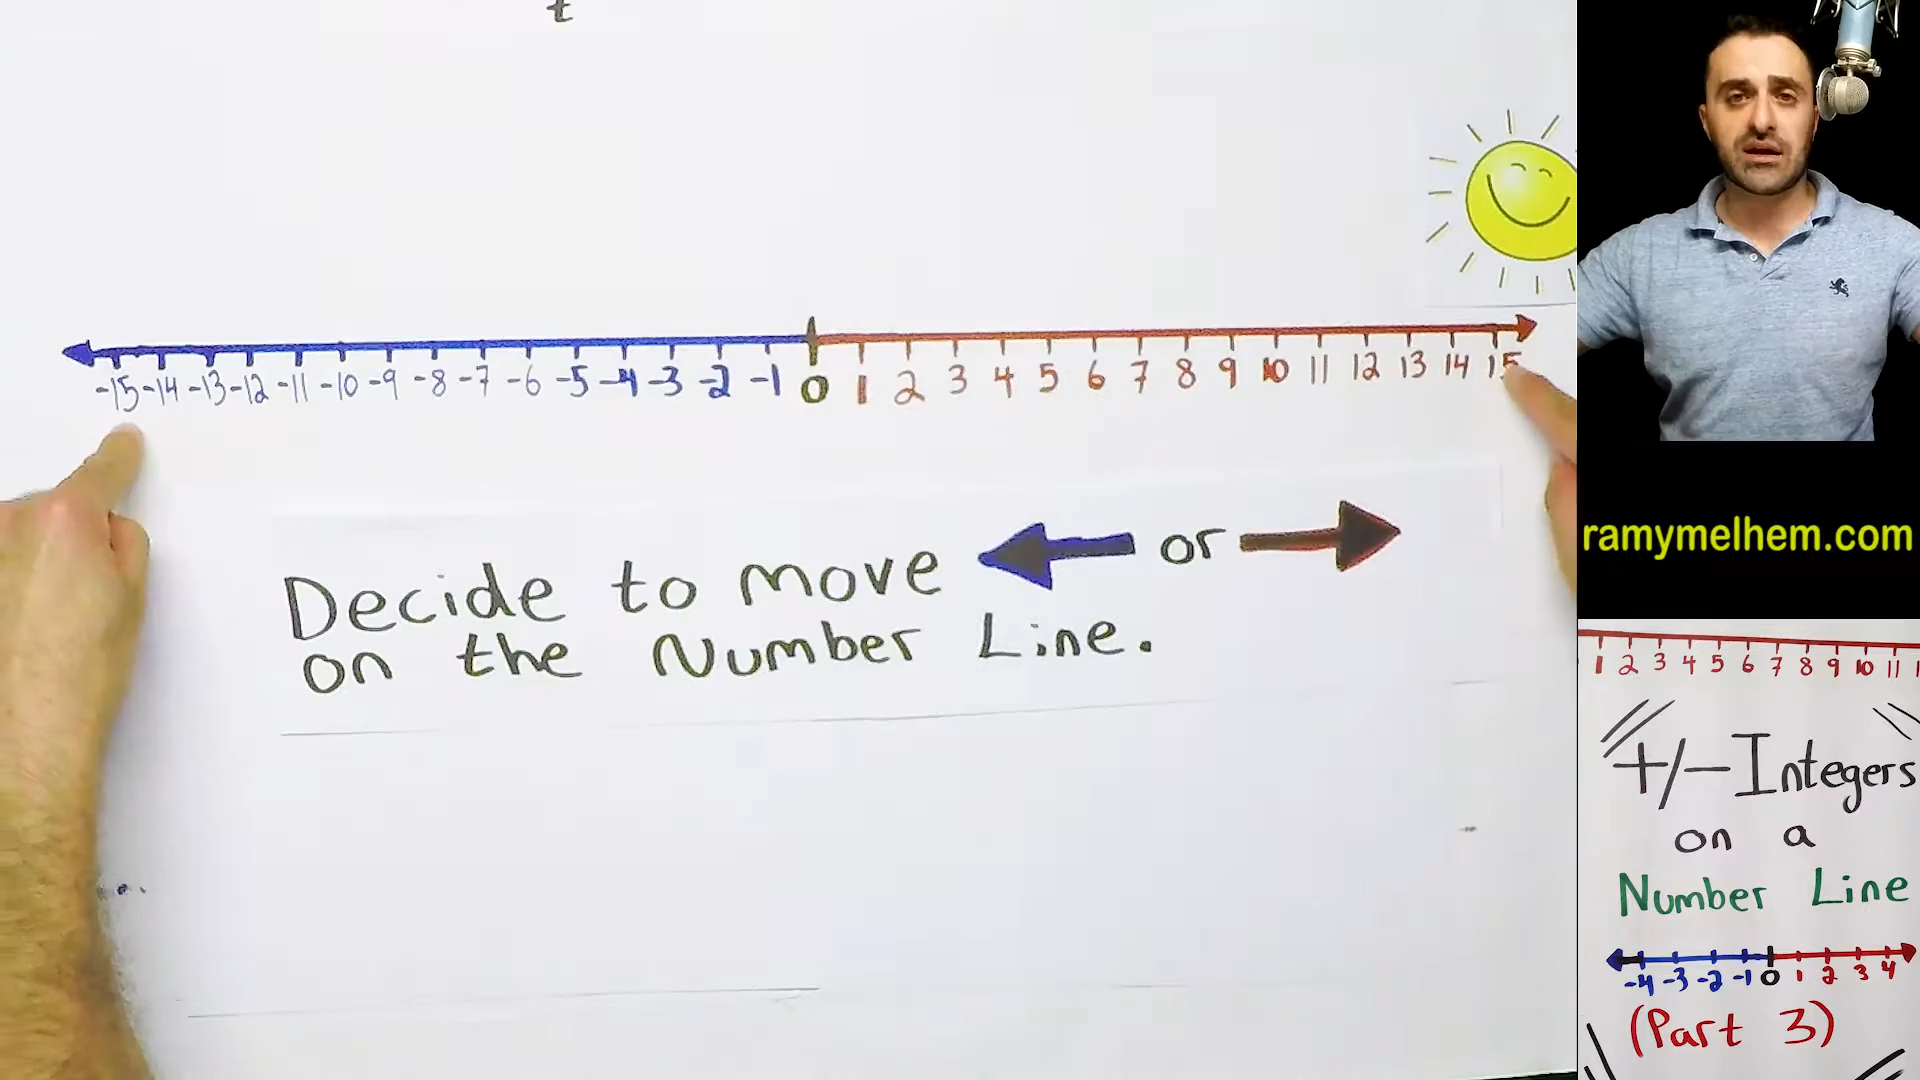 t
-15 -14 -13 -12 -11 -10 -9 -8 -7 -6 -5 -4 -3 -2 -1 0 1 2 3 4 5 6 7 8 9 10 11 12 13 14 15
Decide to move or
on the Number Line.
ramymelhem.com
1 2 3 4 5 6 7 8 9 10 11
+/- Integers
on a
Number Line
-4 -3 -2 -1 0 1 2 3 4
(Part 3)